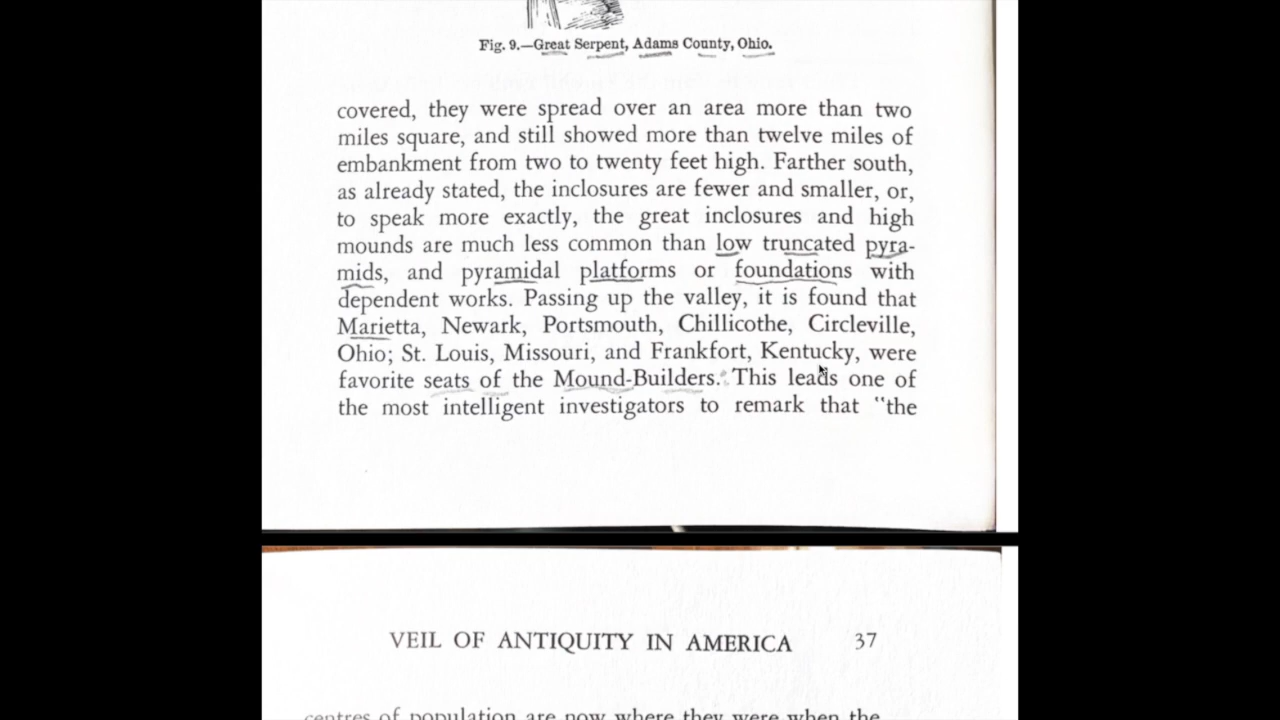 Fig. 9.—Great Serpent, Adams County, Ohio.
covered, they were spread over an area more than two
miles square, and still showed more than twelve miles of
embankment from two to twenty feet high. Farther south,
as already stated, the inclosures are fewer and smaller, or,
to speak more exactly, the great inclosures and high
mounds are much less common than low truncated pyra-
mids, and pyramidal platforms or foundations with
dependent works. Passing up the valley, it is found that
Marietta, Newark, Portsmouth, Chillicothe, Circleville,
Ohio; St. Louis, Missouri, and Frankfort, Kentucky, were
favorite seats of the Mound-Builders. This leads one of
the most intelligent investigators to remark that "the
VEIL OF ANTIQUITY IN AMERICA 37
centres of population are now where they were when the